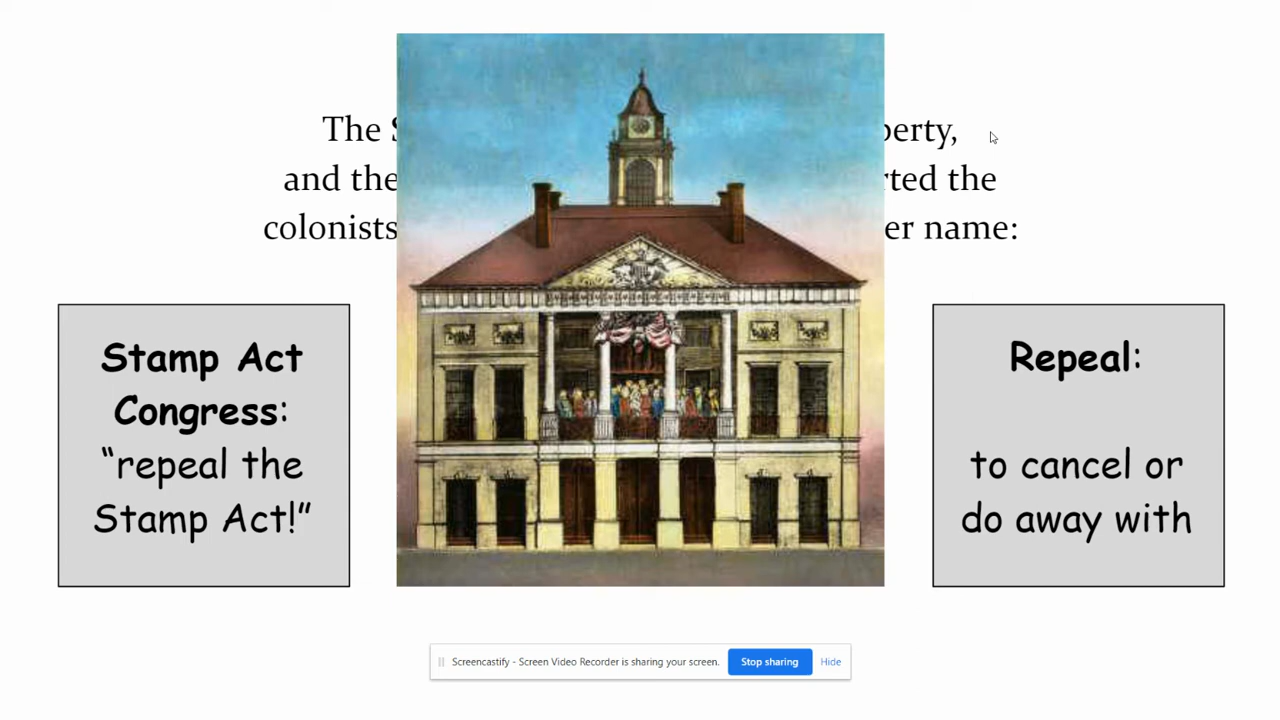 The
berty,
and the
rted the
colonists
er name:
Stamp Act
Congress:
“repeal the
Stamp Act!”
Repeal:
to cancel or
do away with
Screencastify - Screen Video Recorder is sharing your screen.
Stop sharing
Hide